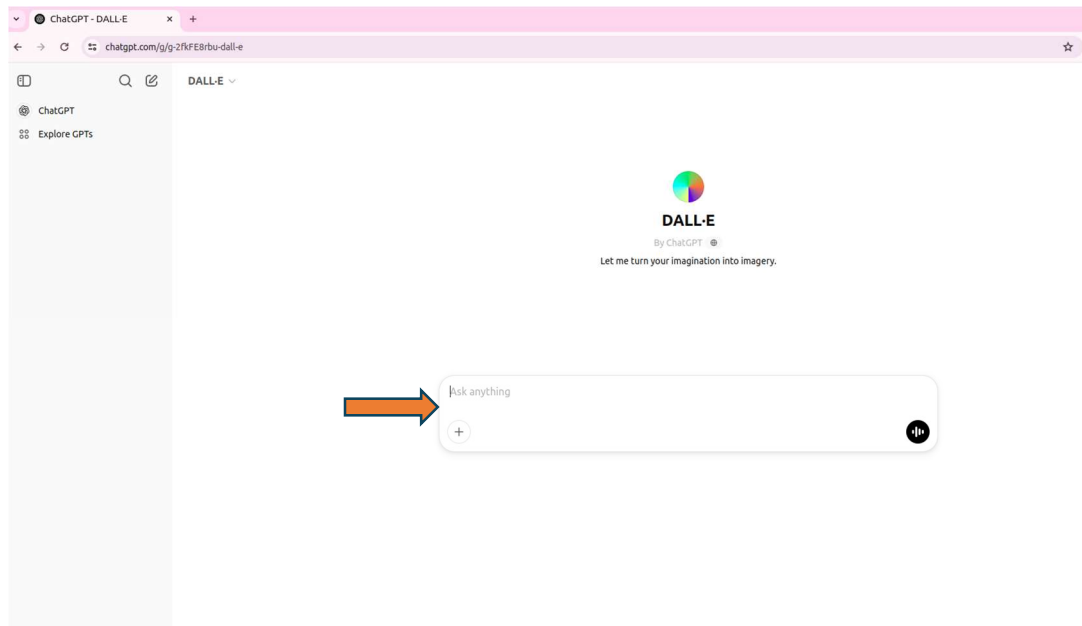 ChatGPT - DALL-E
chatgpt.com/g/g-2fkFE8rbu-dall-e
DALL·E
ChatGPT
Explore GPTs
DALL·E
By ChatGPT
Let me turn your imagination into imagery.
Ask anything